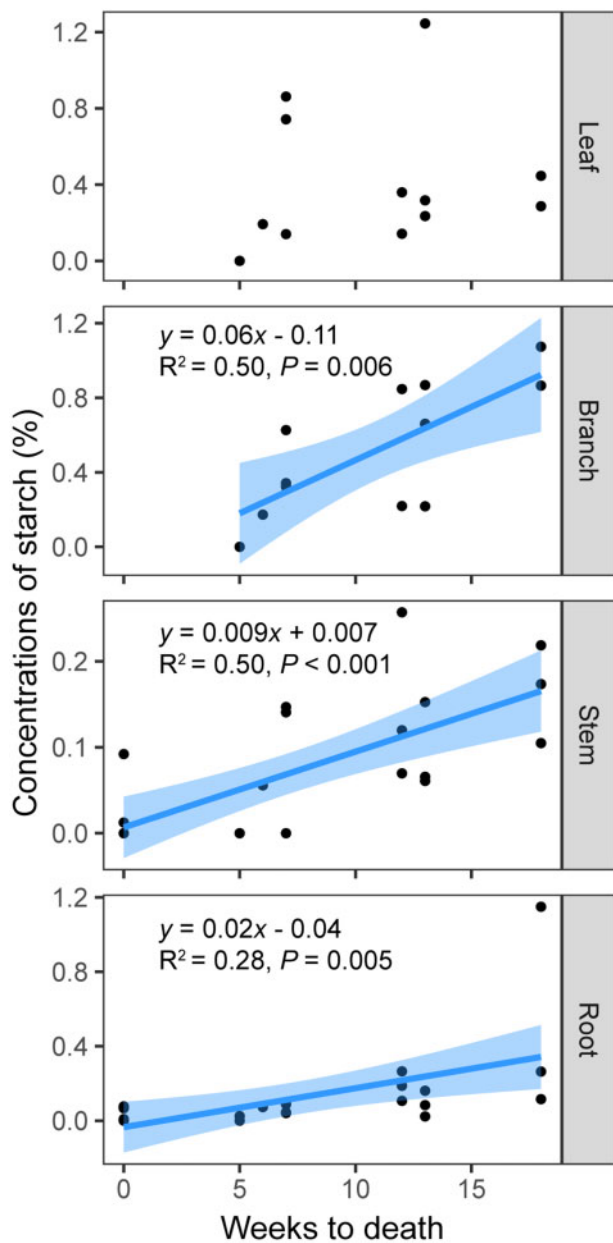 1.2
0.8
0.4
0.0
Leaf
y = 0.06x - 0.11
R² = 0.50, P = 0.006
1.2
0.8
0.4
0.0
Branch
Concentrations of starch (%)
y = 0.009x + 0.007
R² = 0.50, P < 0.001
0.2
0.1
0.0
Stem
y = 0.02x - 0.04
R² = 0.28, P = 0.005
1.2
0.8
0.4
0.0
Root
0 5 10 15
Weeks to death